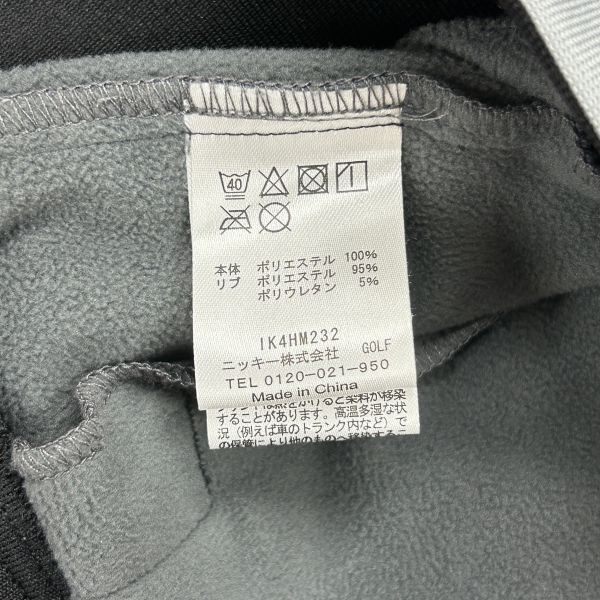 40
本体 ポリエステル 100%
リブ ポリエステル 95%
ポリウレタン 5%
IK4HM232
ニッキー株式会社 GOLF
TEL 0120-021-950
Made in China
することがあります。高温多湿な状
況（例えば車のトランク内など）で